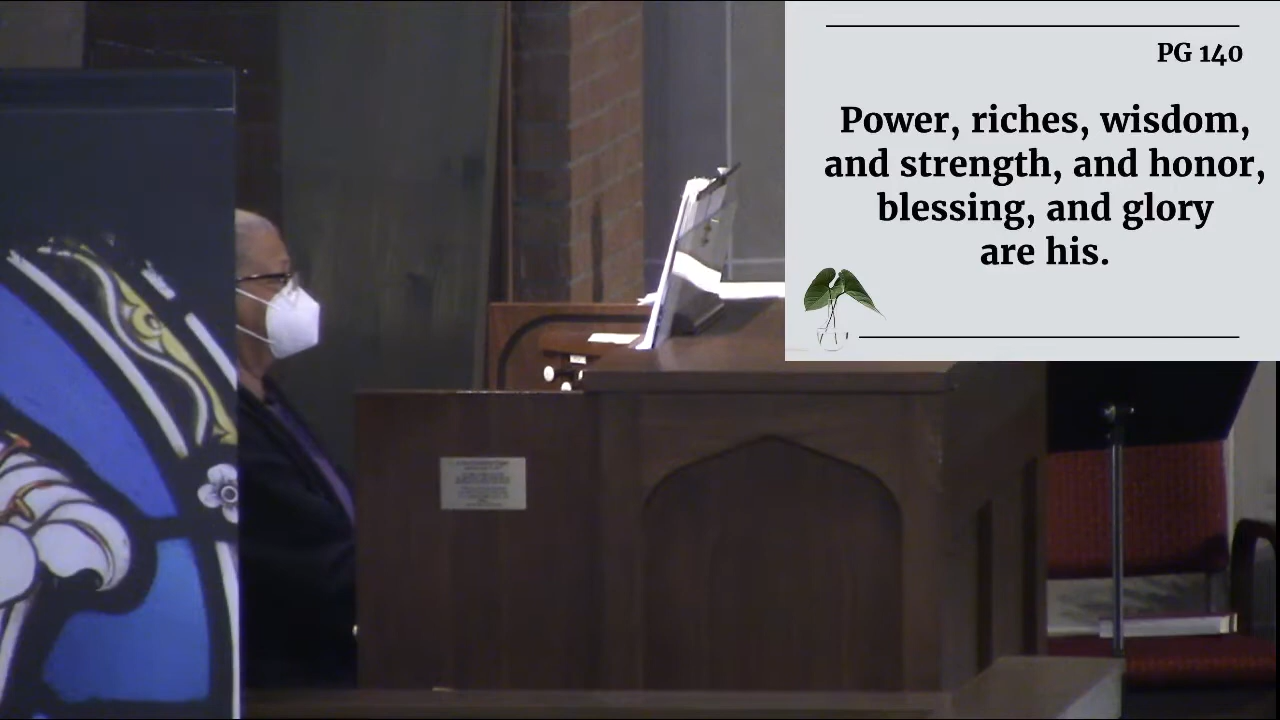 PG 140
Power, riches, wisdom,
and strength, and honor,
blessing, and glory
are his.